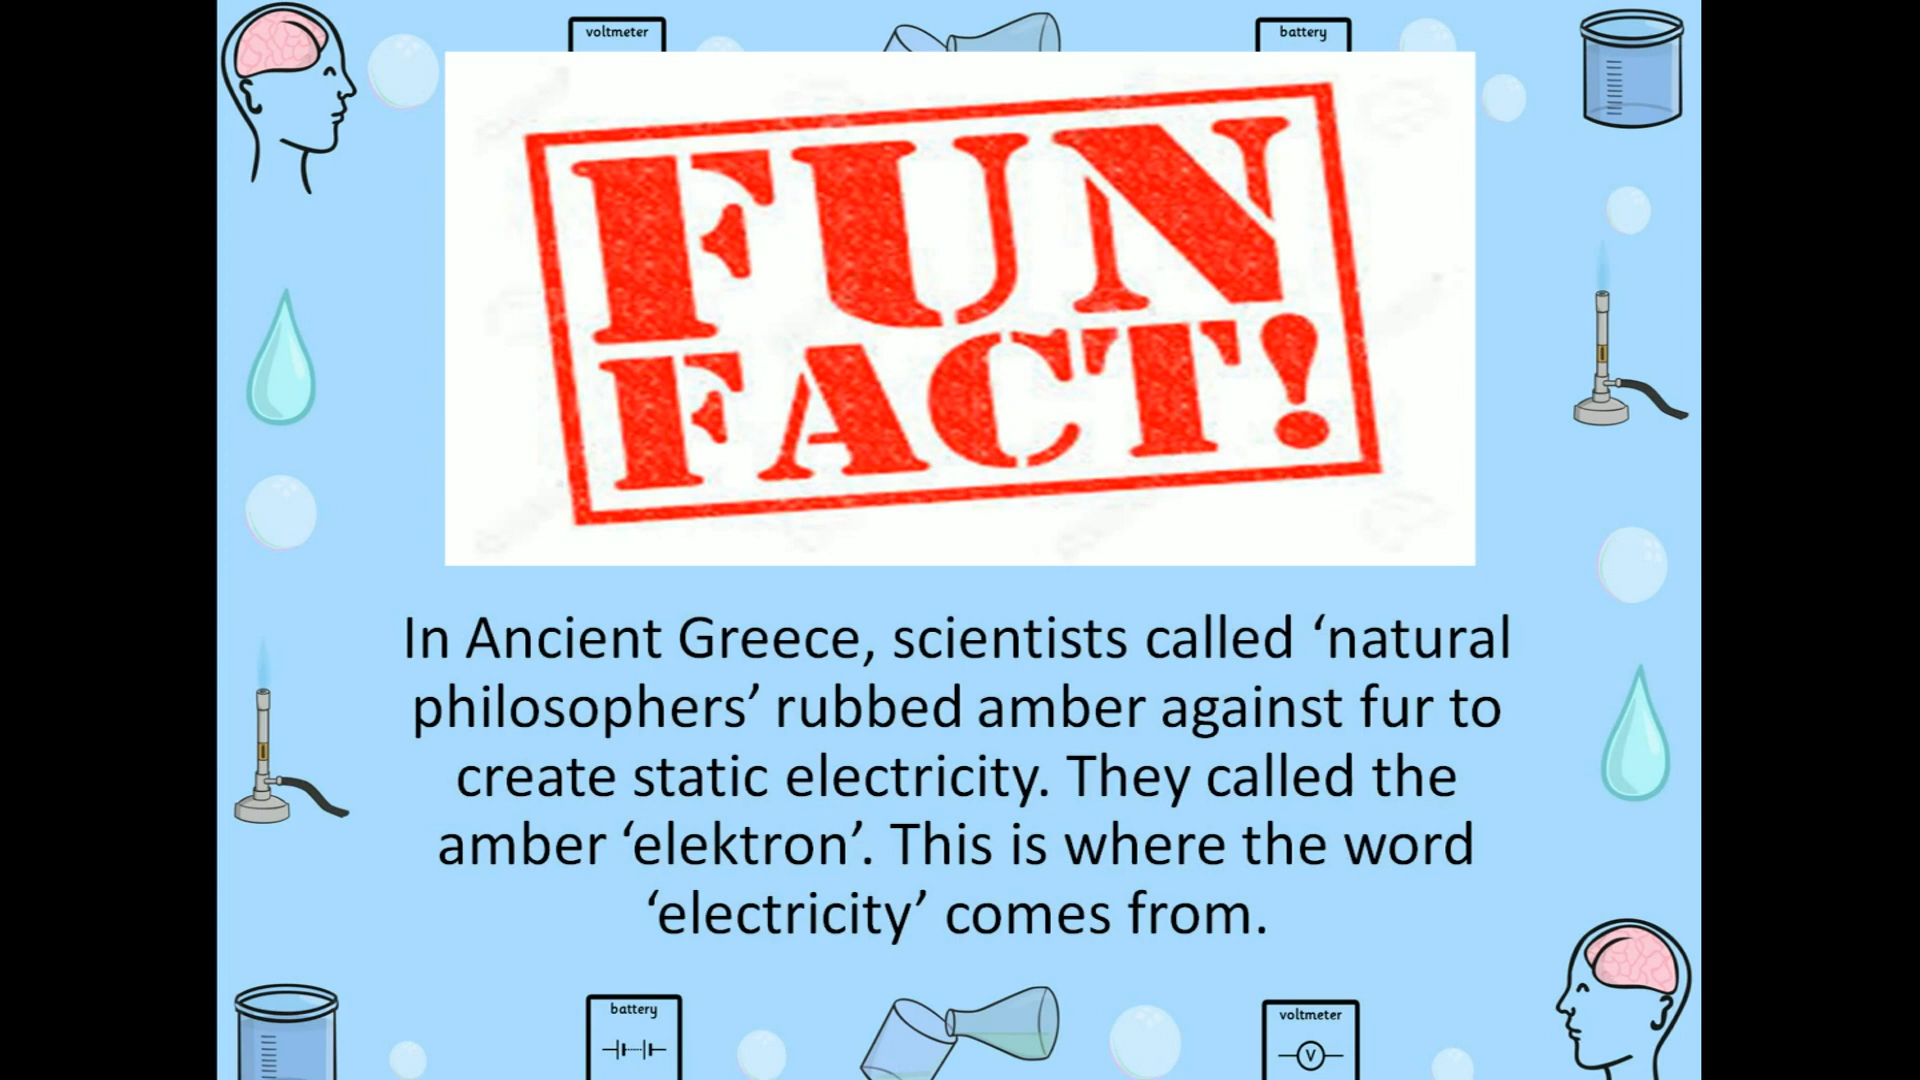 voltmeter
battery
FUN
FACT!
In Ancient Greece, scientists called ‘natural
philosophers’ rubbed amber against fur to
create static electricity. They called the
amber ‘elektron’. This is where the word
‘electricity’ comes from.
battery
voltmeter
V